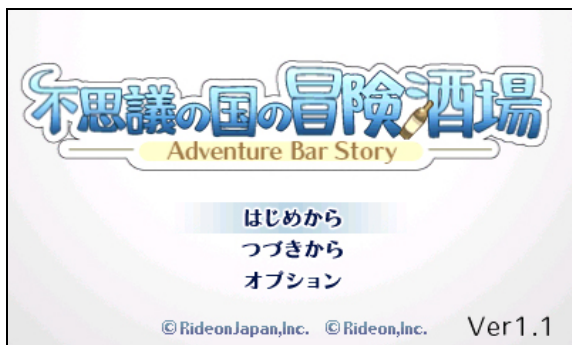 不思議の国の冒険酒場
Adventure Bar Story
はじめから
つづきから
オプション
©RideonJapan,Inc. ©Rideon,Inc. Ver1.1